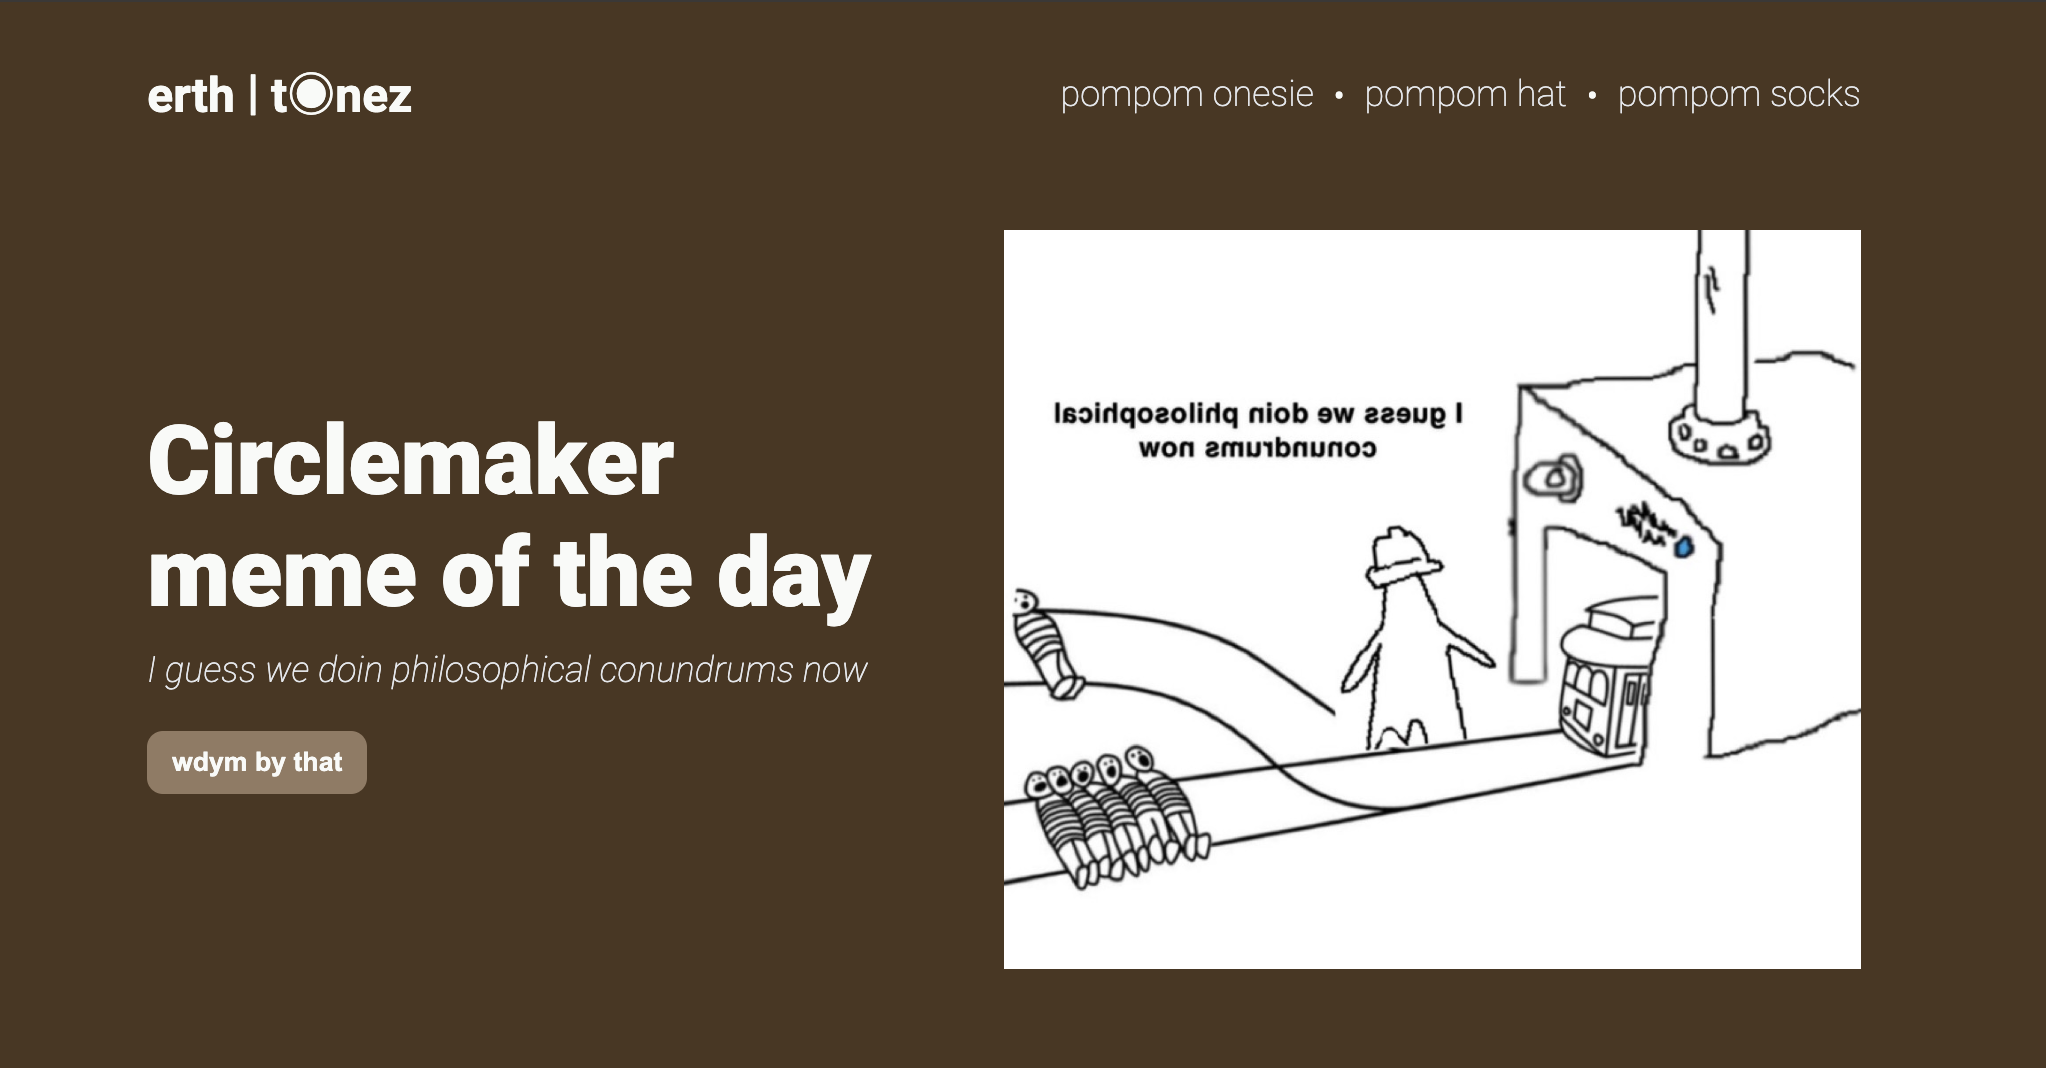 erth | tonez
pompom onesie • pompom hat • pompom socks
Circlemaker
meme of the day
I guess we doin philosophical conundrums now
wdym by that
I guess we doin philosophical
conundrums now